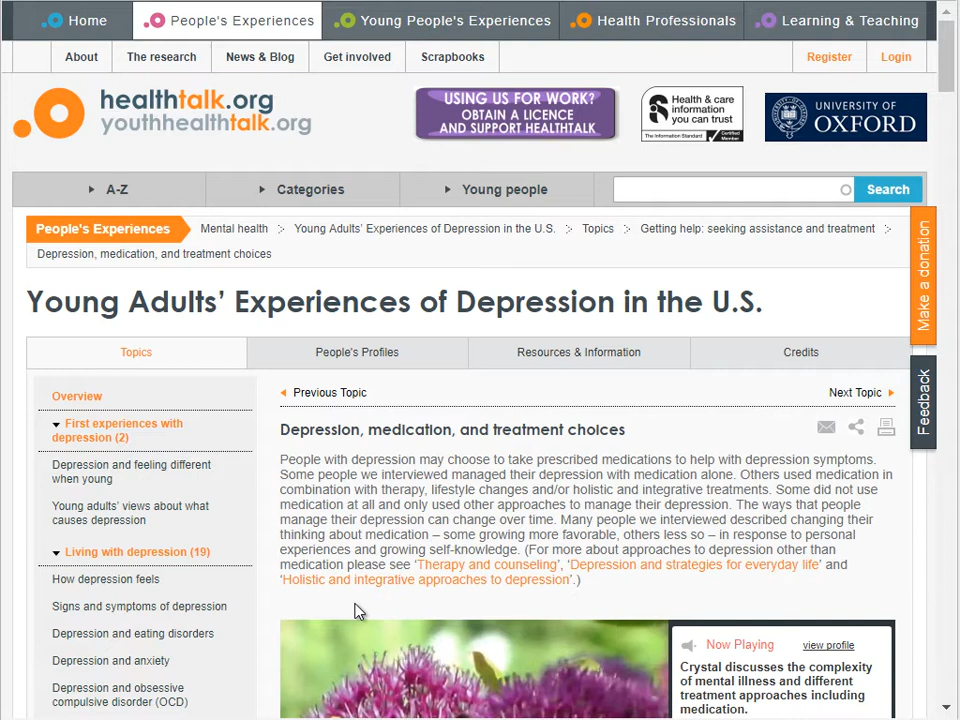 Home
People's Experiences
Young People's Experiences
Health Professionals
Learning & Teaching
About
The research
News & Blog
Get involved
Scrapbooks
Register
Login
healthtalk.org
youthhealthtalk.org
USING US FOR WORK?
OBTAIN A LICENCE
AND SUPPORT HEALTHTALK
Health & care
information
you can trust
The Information Standard
Certified
Member
UNIVERSITY OF
OXFORD
A-Z
Categories
Young people
Search
People's Experiences
Mental health
Young Adults' Experiences of Depression in the U.S.
Topics
Getting help: seeking assistance and treatment
Depression, medication, and treatment choices
Make a donation
Feedback
Young Adults’ Experiences of Depression in the U.S.
Topics
People's Profiles
Resources & Information
Credits
Overview
First experiences with
depression (2)
Depression and feeling different
when young
Young adults’ views about what
causes depression
Living with depression (19)
How depression feels
Signs and symptoms of depression
Depression and eating disorders
Depression and anxiety
Depression and obsessive
compulsive disorder (OCD)
Previous Topic
Next Topic
Depression, medication, and treatment choices
People with depression may choose to take prescribed medications to help with depression symptoms.
Some people we interviewed managed their depression with medication alone. Others used medication in
combination with therapy, lifestyle changes and/or holistic and integrative treatments. Some did not use
medication at all and only used other approaches to manage their depression. The ways that people
manage their depression can change over time. Many people we interviewed described changing their
thinking about medication – some growing more favorable, others less so – in response to personal
experiences and growing self-knowledge. (For more about approaches to depression other than
medication please see ‘Therapy and counseling’, ‘Depression and strategies for everyday life’ and
‘Holistic and integrative approaches to depression’.)
Now Playing
view profile
Crystal discusses the complexity
of mental illness and different
treatment approaches including
medication.